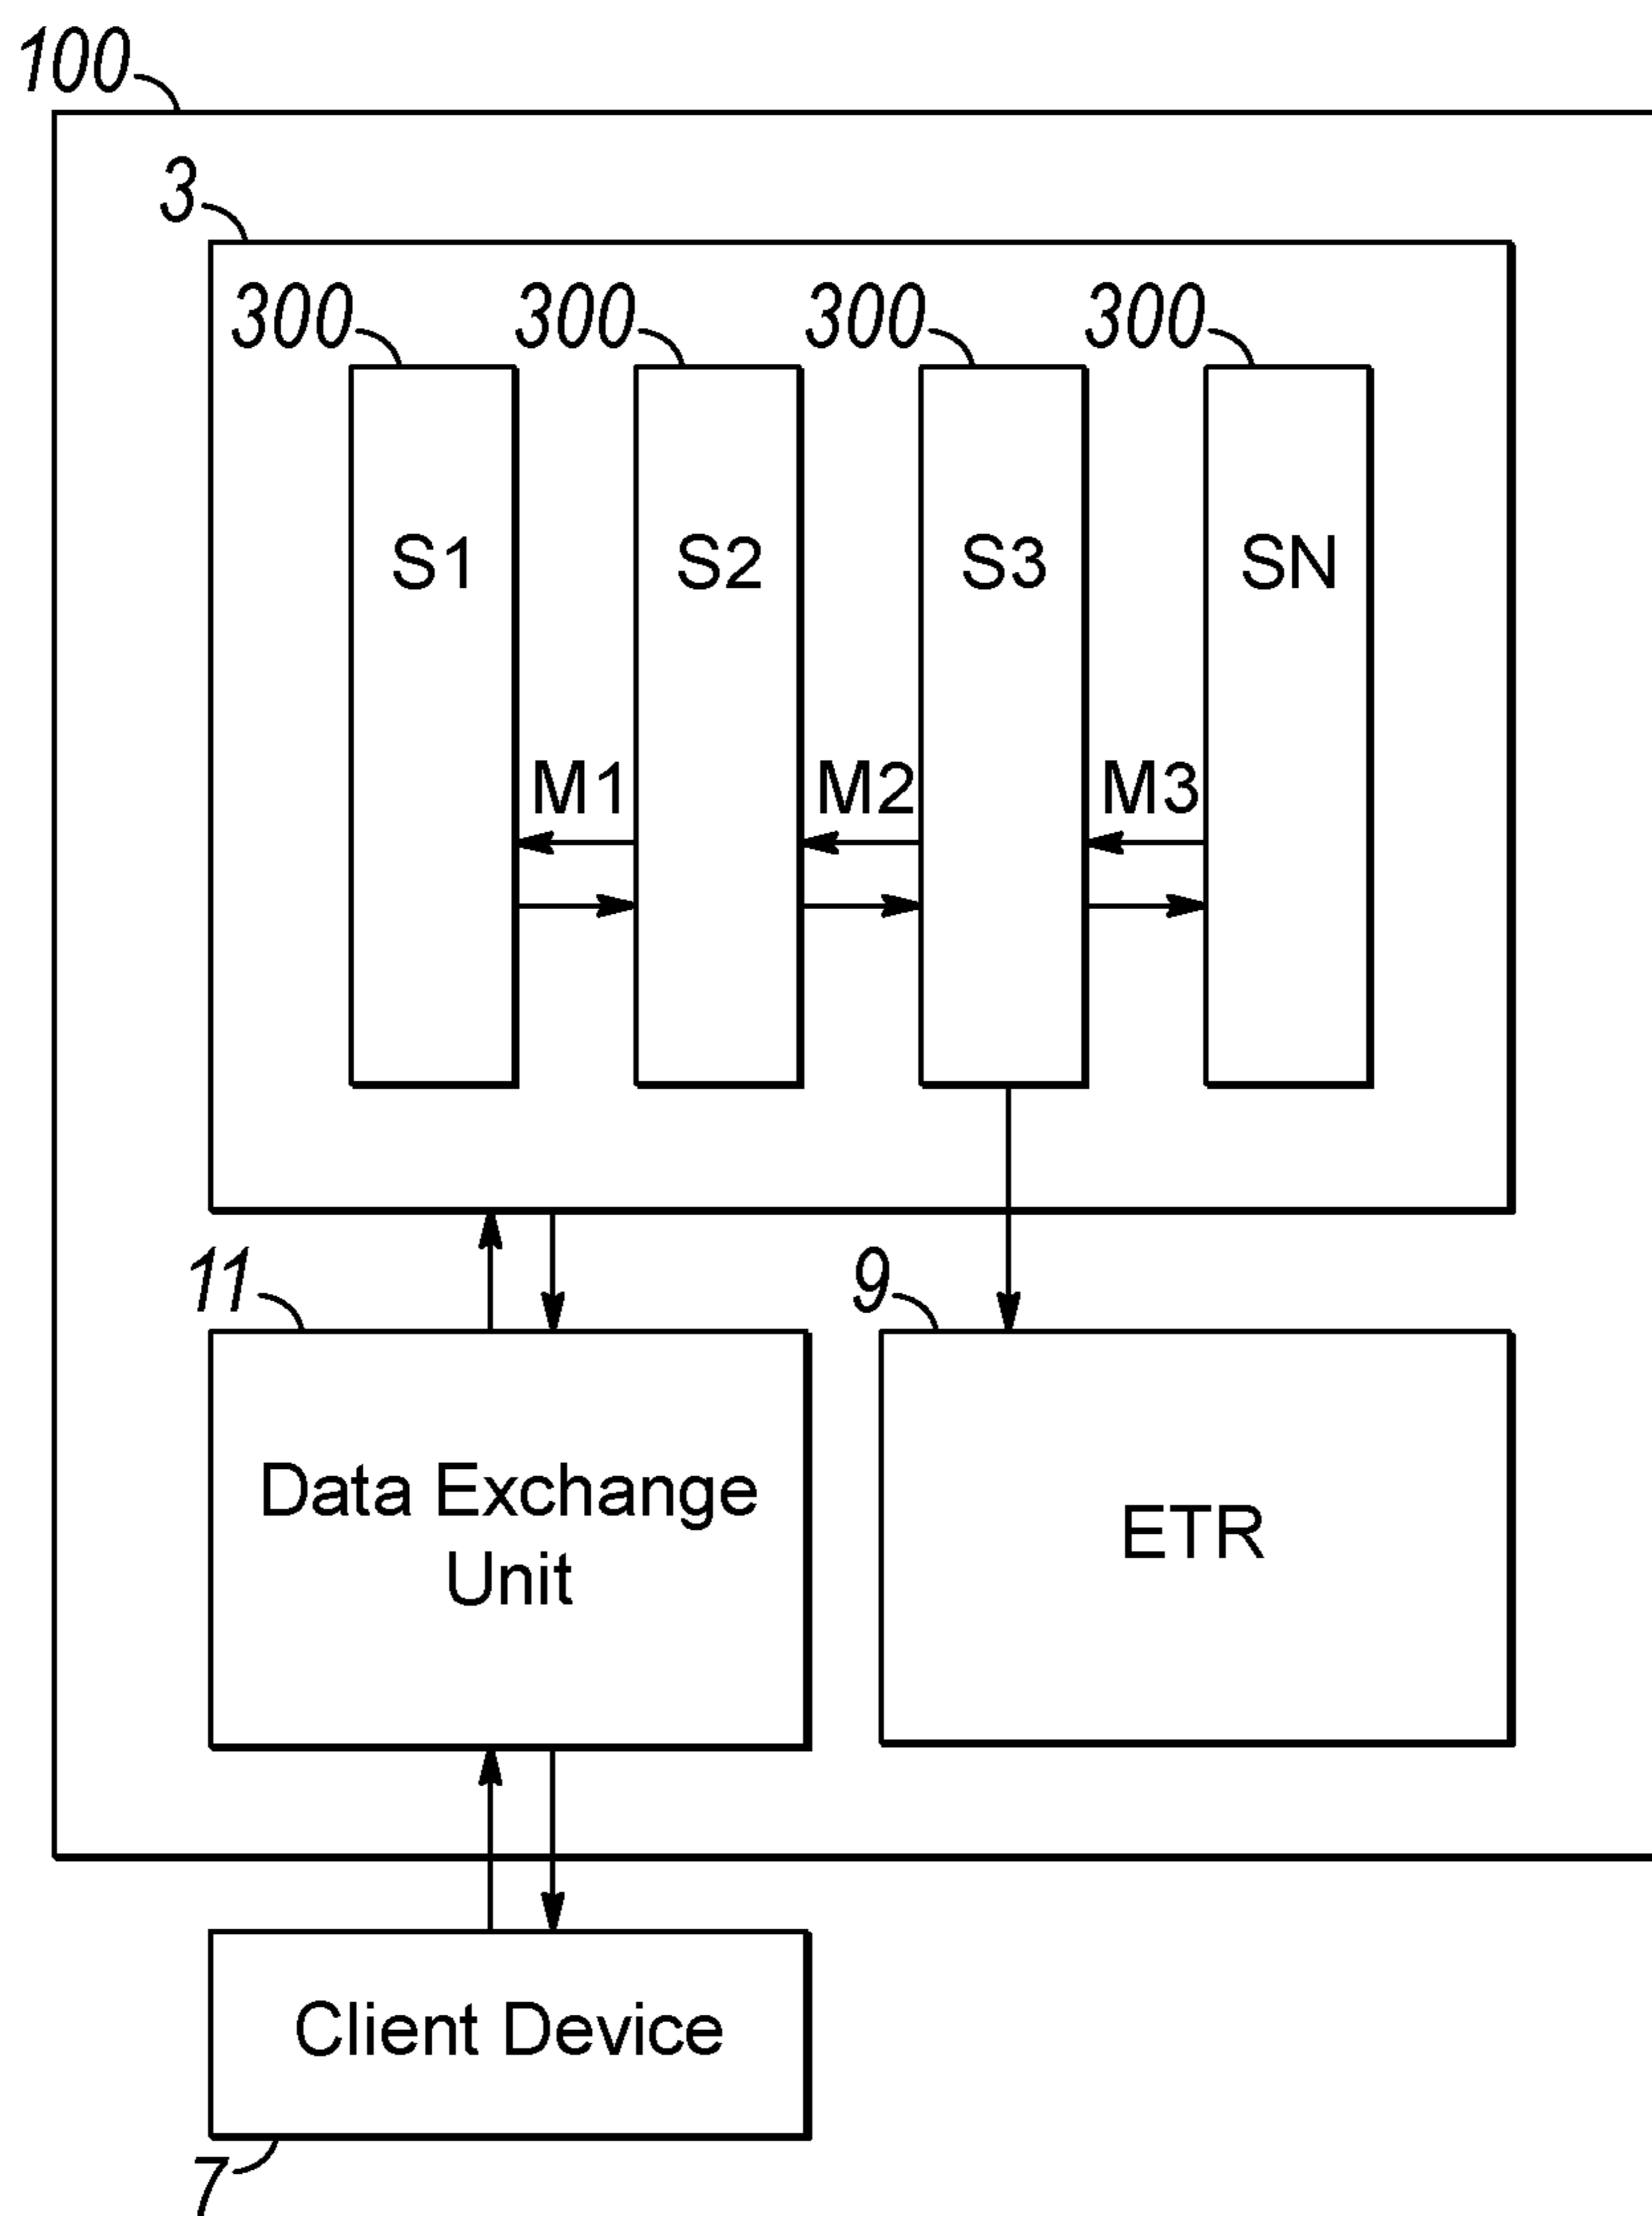 100
3
300 300 300 300
S1 S2 S3 SN
M1 M2 M3
11 9
Data Exchange
Unit
ETR
Client Device
7